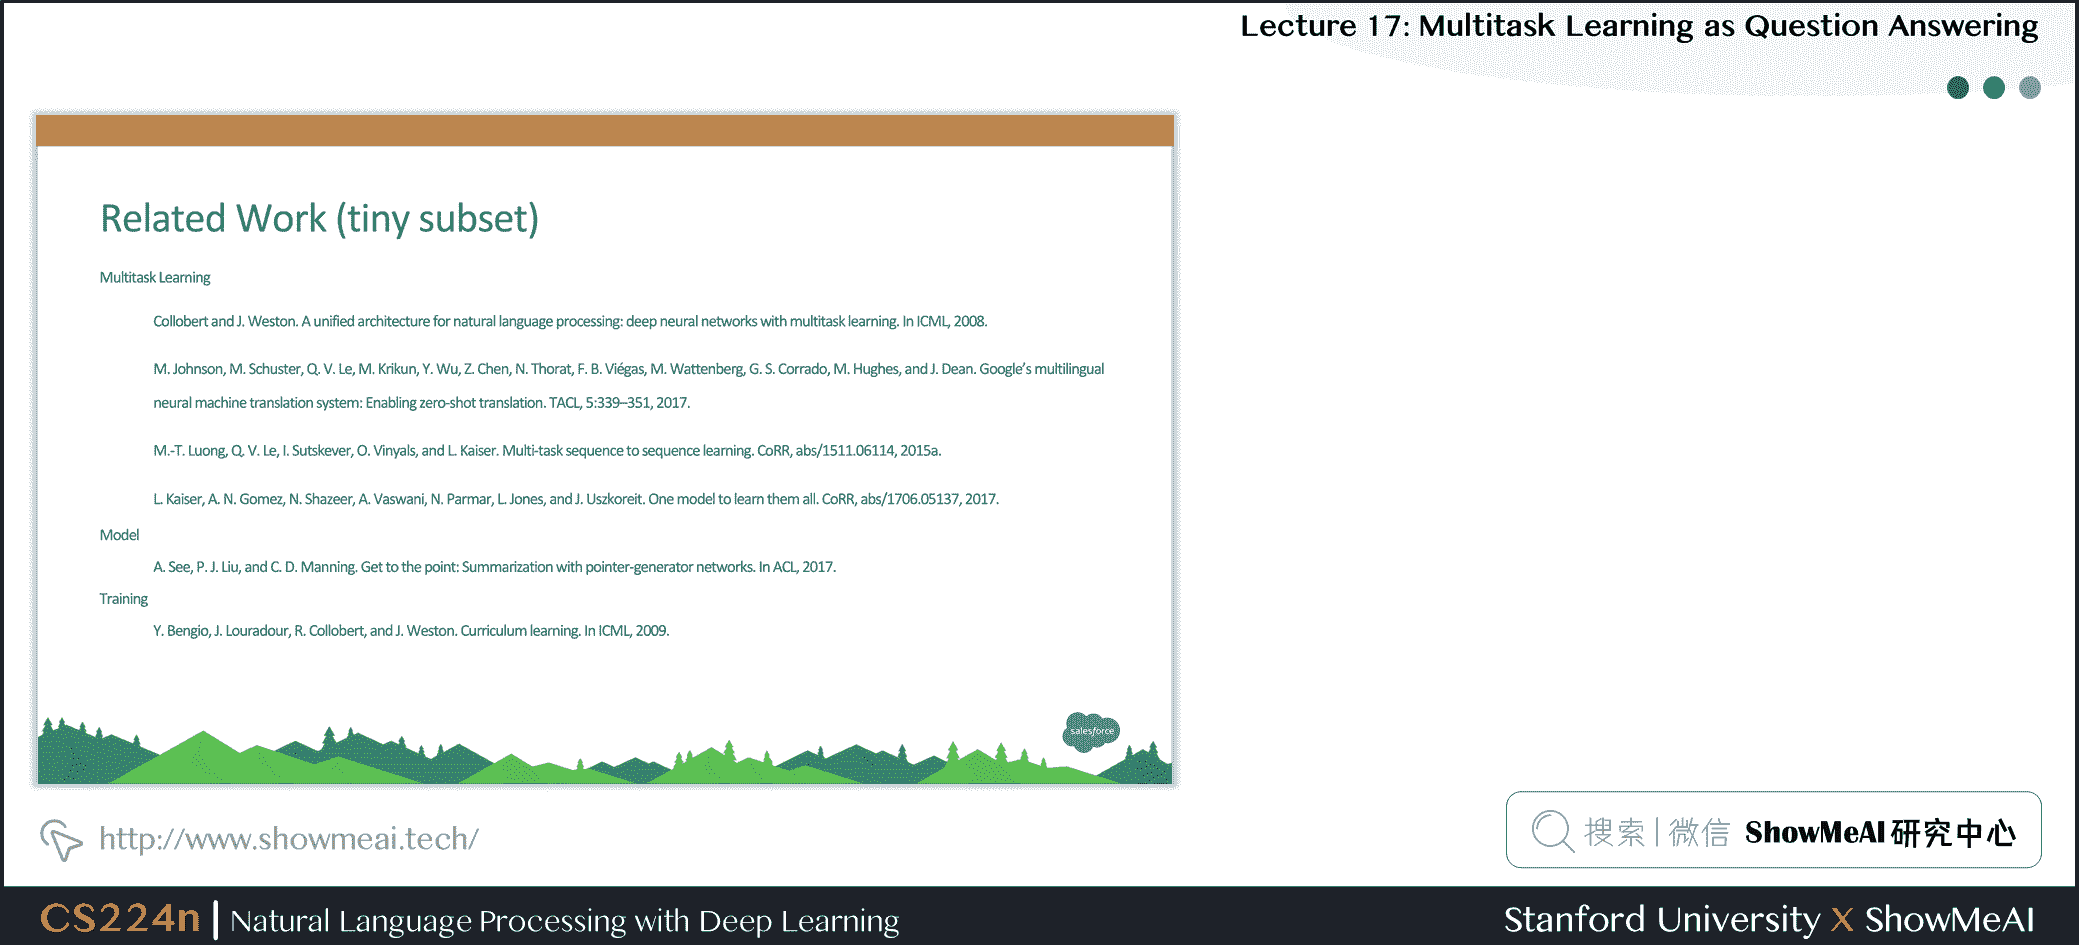 Lecture 17: Multitask Learning as Question Answering
Related Work (tiny subset)
Multitask Learning
Collobert and J. Weston. A unified architecture for natural language processing: deep neural networks with multitask learning. In ICML, 2008.
M. Johnson, M. Schuster, Q. V. Le, M. Krikun, Y. Wu, Z. Chen, N. Thorat, F. B. Viégas, M. Wattenberg, G. S. Corrado, M. Hughes, and J. Dean. Google's multilingual
neural machine translation system: Enabling zero-shot translation. TACL, 5:339–351, 2017.
M.-T. Luong, Q. V. Le, I. Sutskever, O. Vinyals, and L. Kaiser. Multi-task sequence to sequence learning. CoRR, abs/1511.06114, 2015a.
L. Kaiser, A. N. Gomez, N. Shazeer, A. Vaswani, N. Parmar, L. Jones, and J. Uszkoreit. One model to learn them all. CoRR, abs/1706.05137, 2017.
Model
A. See, P. J. Liu, and C. D. Manning. Get to the point: Summarization with pointer-generator networks. In ACL, 2017.
Training
Y. Bengio, J. Louradour, R. Collobert, and J. Weston. Curriculum learning. In ICML, 2009.
salesforce
http://www.showmeai.tech/
搜索 | 微信 ShowMeAI 研究中心
CS224n | Natural Language Processing with Deep Learning
Stanford University X ShowMeAI